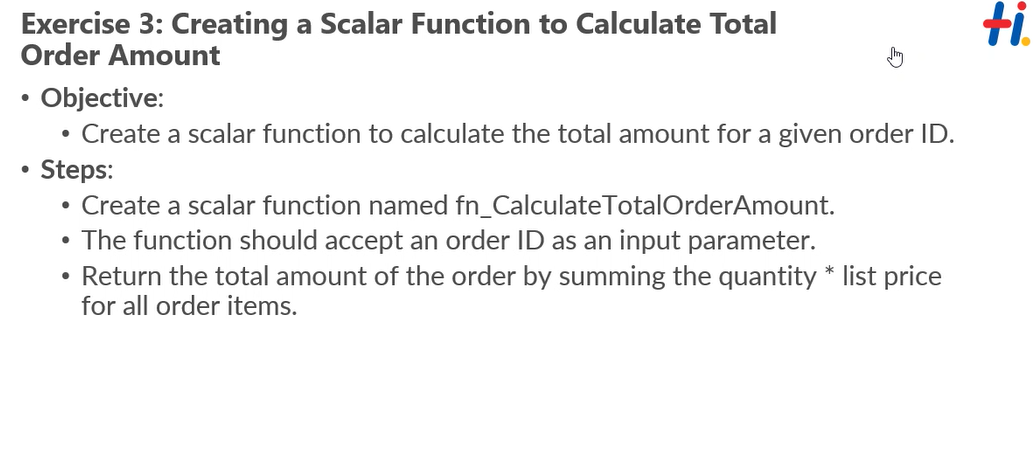 Exercise 3: Creating a Scalar Function to Calculate Total
Order Amount
• Objective:
• Create a scalar function to calculate the total amount for a given order ID.
• Steps:
• Create a scalar function named fn_CalculateTotalOrderAmount.
• The function should accept an order ID as an input parameter.
• Return the total amount of the order by summing the quantity * list price
for all order items.
Hi.